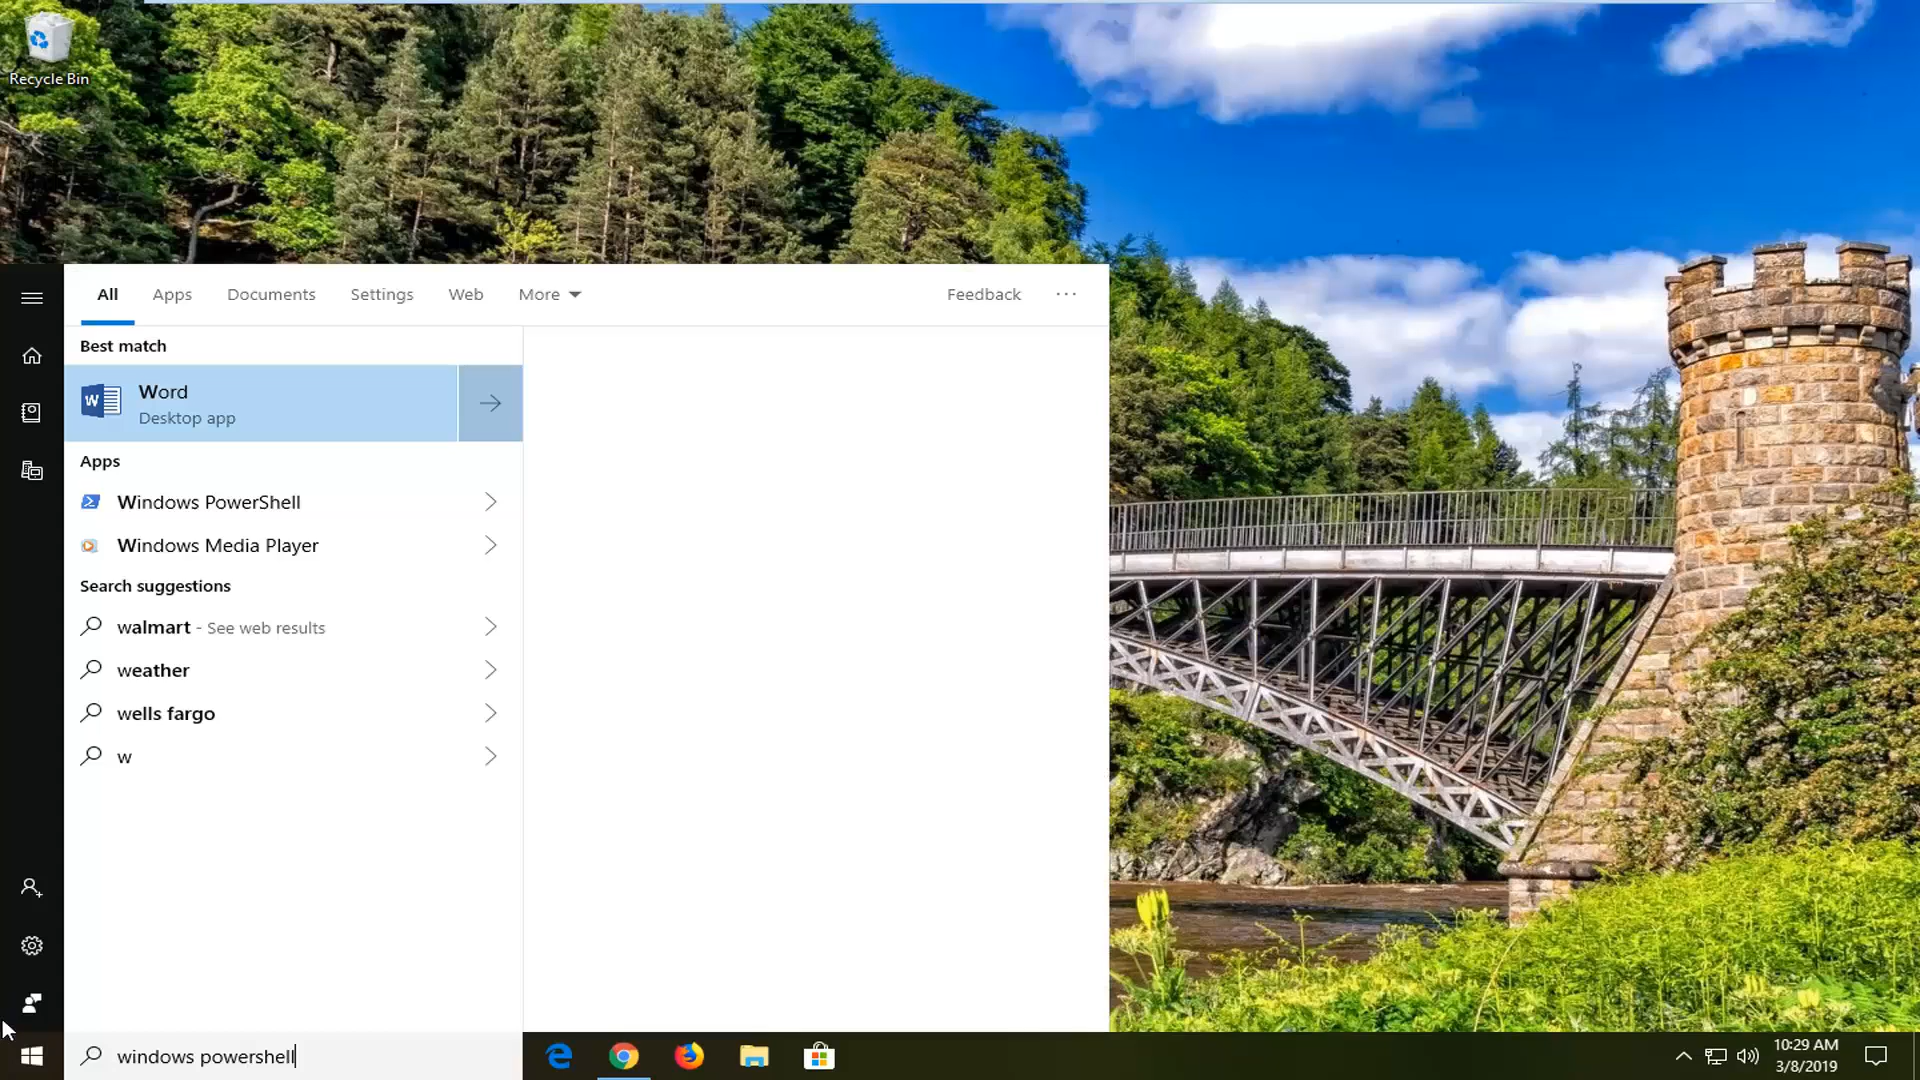 Recycle Bin
All Apps Documents Settings Web More Feedback ...
Best match
Word
Desktop app
Apps
Windows PowerShell
Windows Media Player
Search suggestions
walmart - See web results
weather
wells fargo
w
windows powershell
10:29 AM
3/8/2019